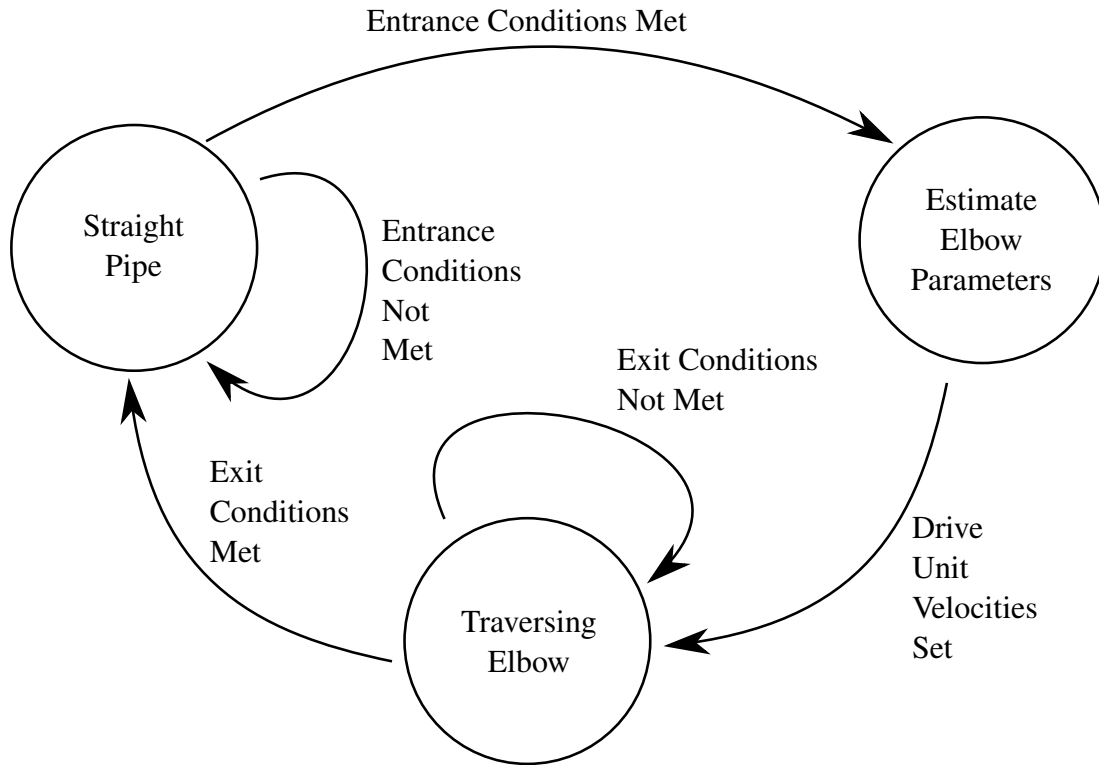 Entrance Conditions Met
Straight
Pipe
Entrance
Conditions
Not
Met
Estimate
Elbow
Parameters
Exit Conditions
Not Met
Exit
Conditions
Met
Drive
Unit
Velocities
Set
Traversing
Elbow